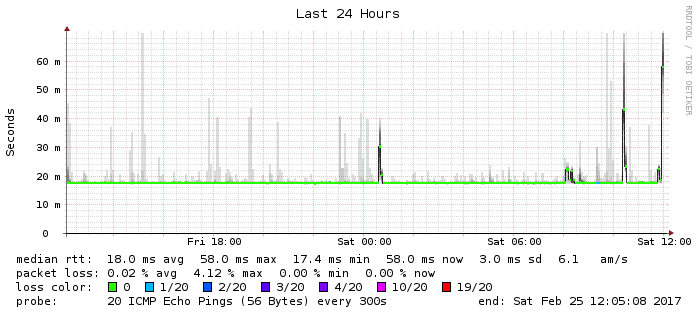 Last 24 Hours
RRDTOOL / TOBI OETIKER
Seconds
60 m
50 m
40 m
30 m
20 m
10 m
0
Fri 18:00 Sat 00:00 Sat 06:00 Sat 12:00
median rtt: 18.0 ms avg 58.0 ms max 17.4 ms min 58.0 ms now 3.0 ms sd 6.1 am/s
packet loss: 0.02 % avg 4.12 % max 0.00 % min 0.00 % now
loss color: 0 1/20 2/20 3/20 4/20 10/20 19/20
probe: 20 ICMP Echo Pings (56 Bytes) every 300s end: Sat Feb 25 12:05:08 2017